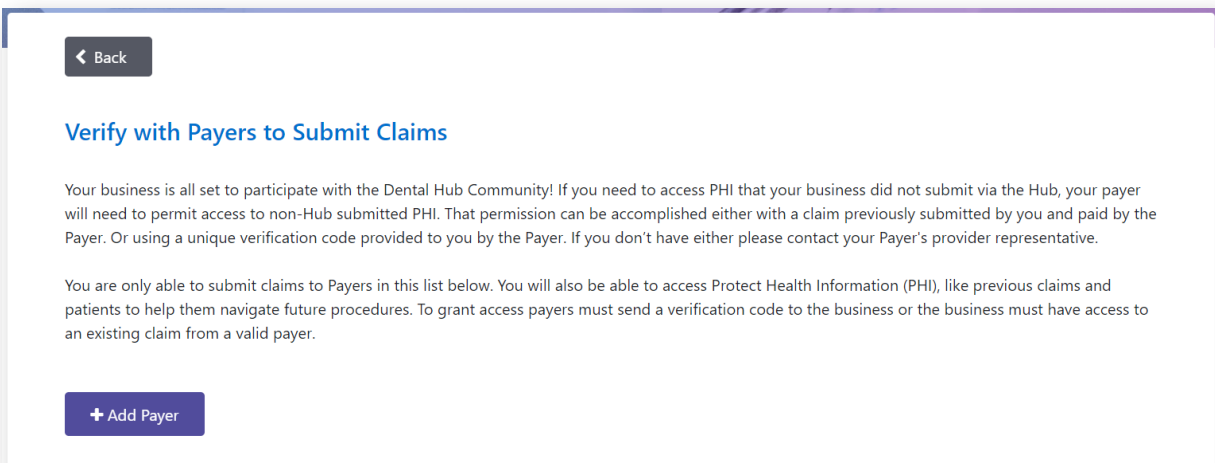 Back
Verify with Payers to Submit Claims
Your business is all set to participate with the Dental Hub Community! If you need to access PHI that your business did not submit via the Hub, your payer
will need to permit access to non-Hub submitted PHI. That permission can be accomplished either with a claim previously submitted by you and paid by the
Payer. Or using a unique verification code provided to you by the Payer. If you don't have either please contact your Payer's provider representative.
You are only able to submit claims to Payers in this list below. You will also be able to access Protect Health Information (PHI), like previous claims and
patients to help them navigate future procedures. To grant access payers must send a verification code to the business or the business must have access to
an existing claim from a valid payer.
+ Add Payer